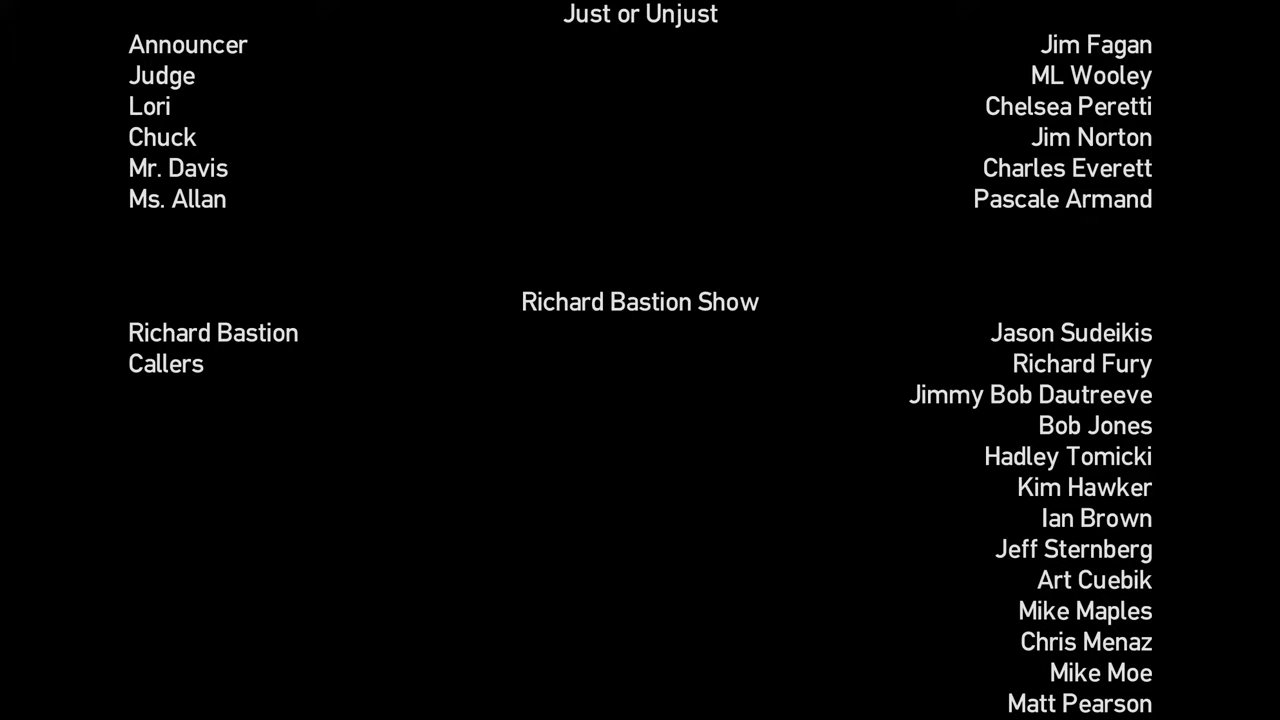 Just or Unjust
Announcer Jim Fagan
Judge ML Wooley
Lori Chelsea Peretti
Chuck Jim Norton
Mr. Davis Charles Everett
Ms. Allan Pascale Armand
Richard Bastion Show
Richard Bastion Jason Sudeikis
Callers Richard Fury
Jimmy Bob Dautreeve
Bob Jones
Hadley Tomicki
Kim Hawker
Ian Brown
Jeff Sternberg
Art Cuebik
Mike Maples
Chris Menaz
Mike Moe
Matt Pearson